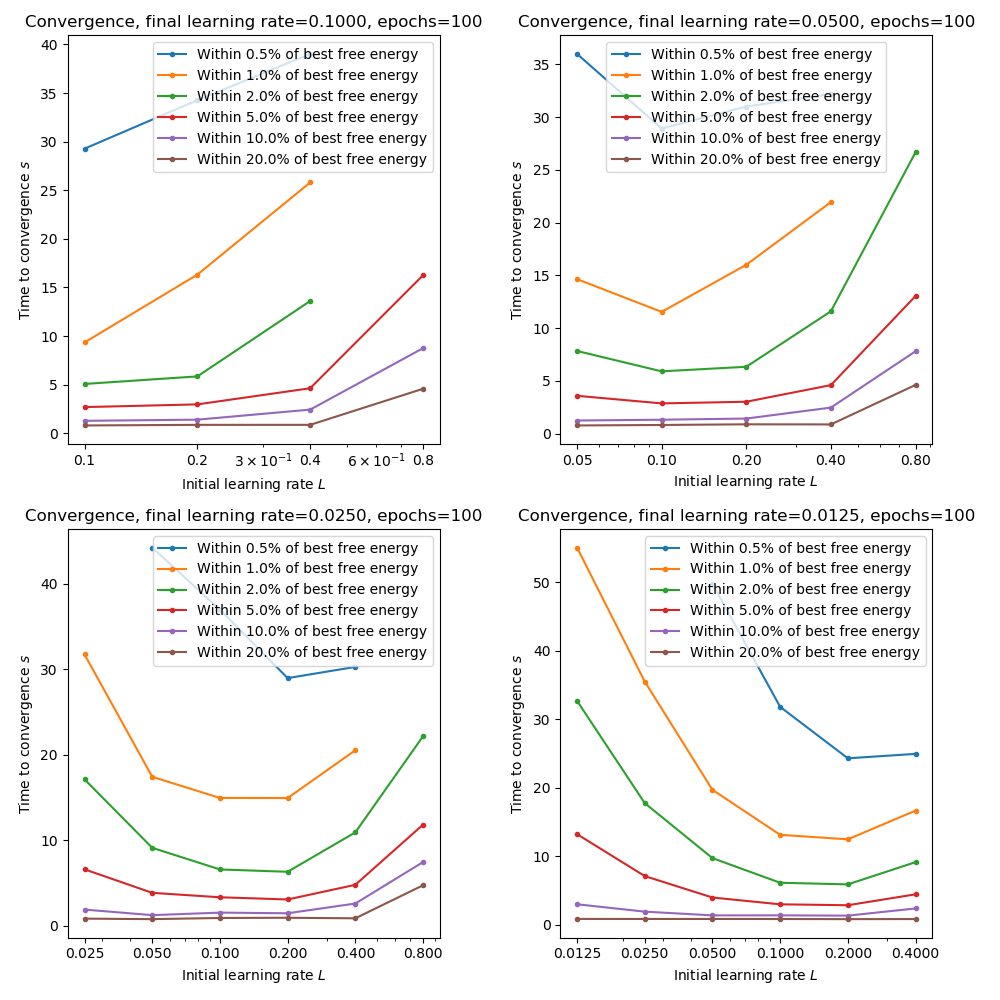 Convergence, final learning rate=0.1000, epochs=100
Within 0.5% of best free energy
Within 1.0% of best free energy
Within 2.0% of best free energy
Within 5.0% of best free energy
Within 10.0% of best free energy
Within 20.0% of best free energy
Time to convergence s
40
35
30
25
20
15
10
5
0
0.1
0.2
3 × 10⁻¹
0.4
6 × 10⁻¹
0.8
Initial learning rate L
Convergence, final learning rate=0.0500, epochs=100
Within 0.5% of best free energy
Within 1.0% of best free energy
Within 2.0% of best free energy
Within 5.0% of best free energy
Within 10.0% of best free energy
Within 20.0% of best free energy
Time to convergence s
35
30
25
20
15
10
5
0
0.05
0.10
0.20
0.40
0.80
Initial learning rate L
Convergence, final learning rate=0.0250, epochs=100
Within 0.5% of best free energy
Within 1.0% of best free energy
Within 2.0% of best free energy
Within 5.0% of best free energy
Within 10.0% of best free energy
Within 20.0% of best free energy
Time to convergence s
40
30
20
10
0
0.025
0.050
0.100
0.200
0.400
0.800
Initial learning rate L
Convergence, final learning rate=0.0125, epochs=100
Within 0.5% of best free energy
Within 1.0% of best free energy
Within 2.0% of best free energy
Within 5.0% of best free energy
Within 10.0% of best free energy
Within 20.0% of best free energy
Time to convergence s
50
40
30
20
10
0
0.0125
0.0250
0.0500
0.1000
0.2000
0.4000
Initial learning rate L